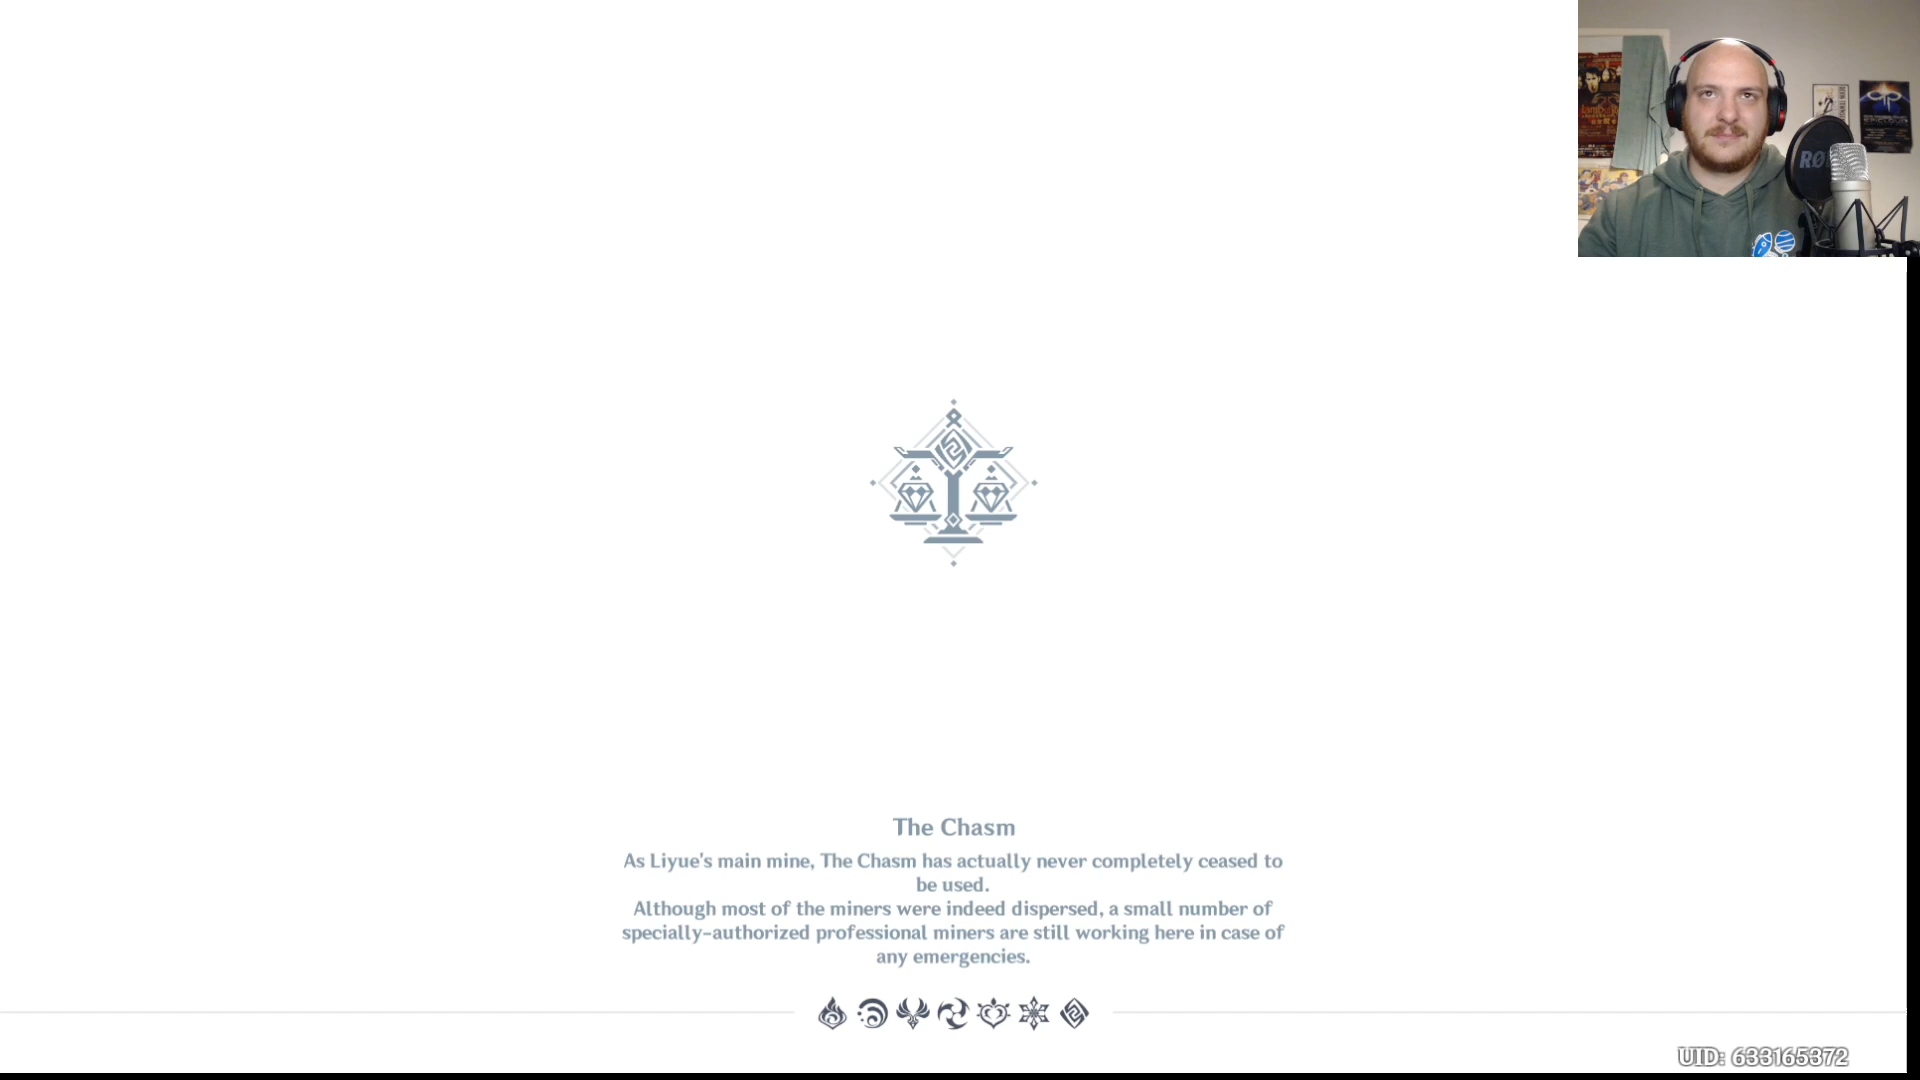 RØ
The Chasm
As Liyue's main mine, The Chasm has actually never completely ceased to
be used.
Although most of the miners were indeed dispersed, a small number of
specially-authorized professional miners are still working here in case of
any emergencies.
UID: 633165372